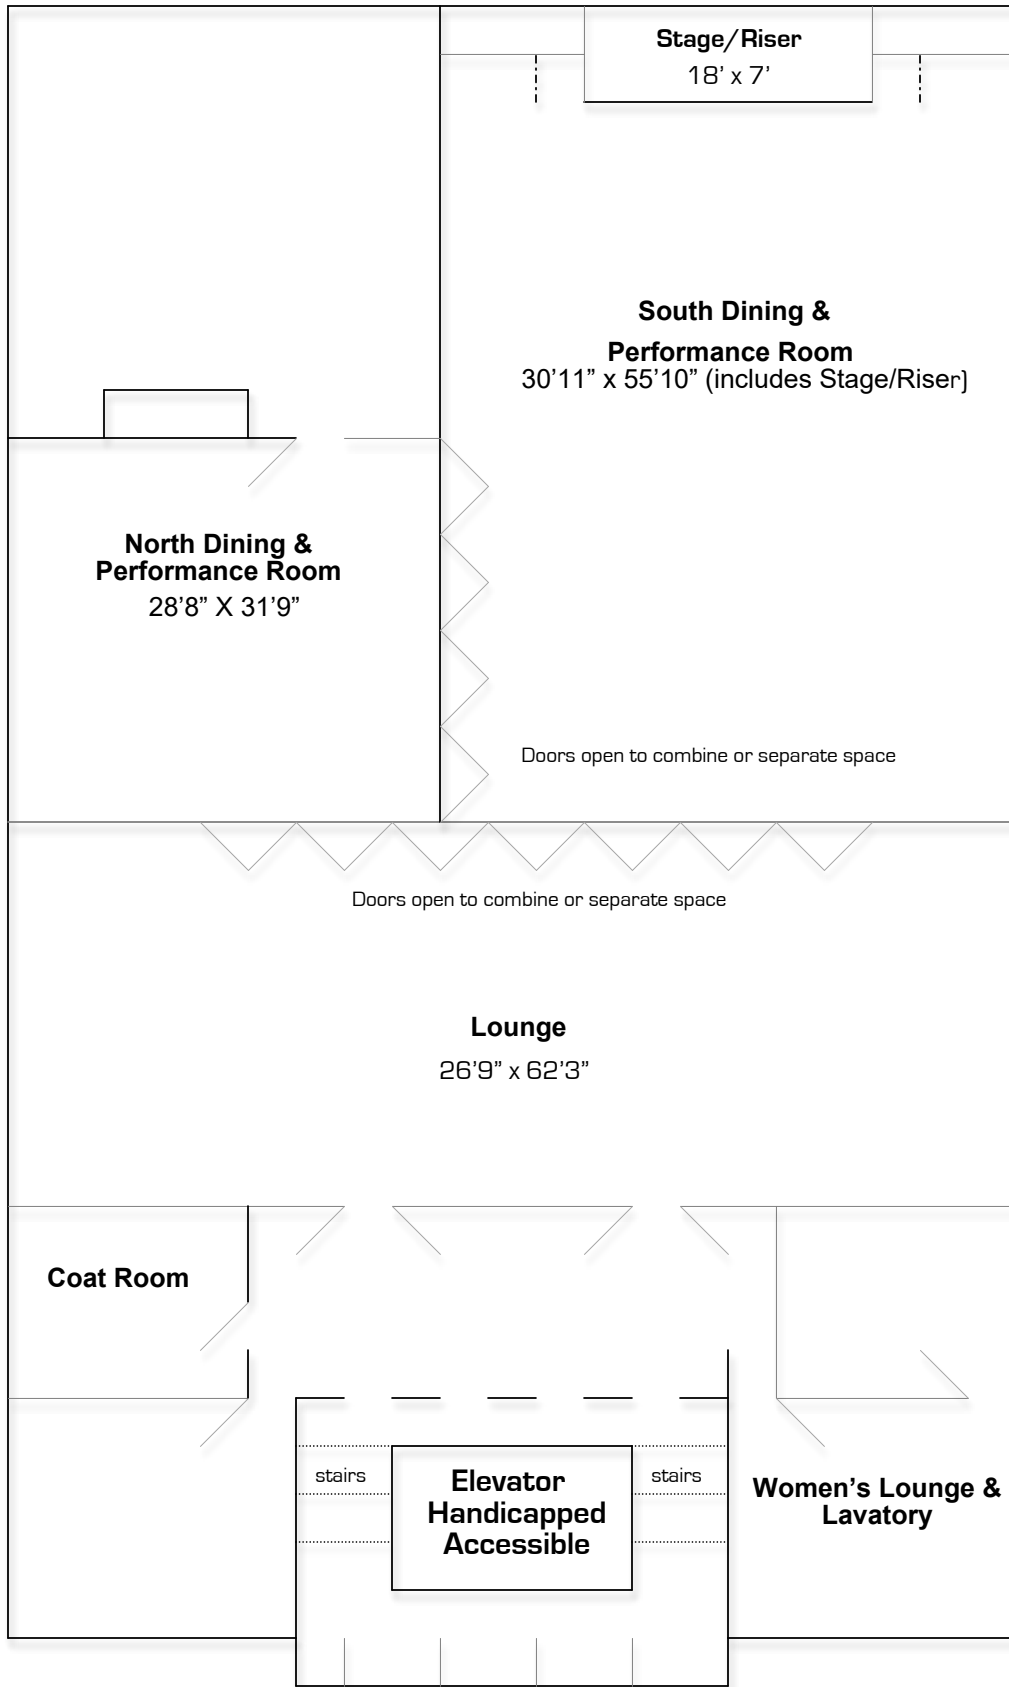 Stage/Riser
18’ x 7’
South Dining &
Performance Room
30’11” x 55’10” (includes Stage/Riser)
North Dining &
Performance Room
28’8” X 31’9”
Doors open to combine or separate space
Doors open to combine or separate space
Lounge
26’9” x 62’3”
Coat Room
stairs
Elevator
Handicapped
Accessible
stairs
Women’s Lounge &
Lavatory